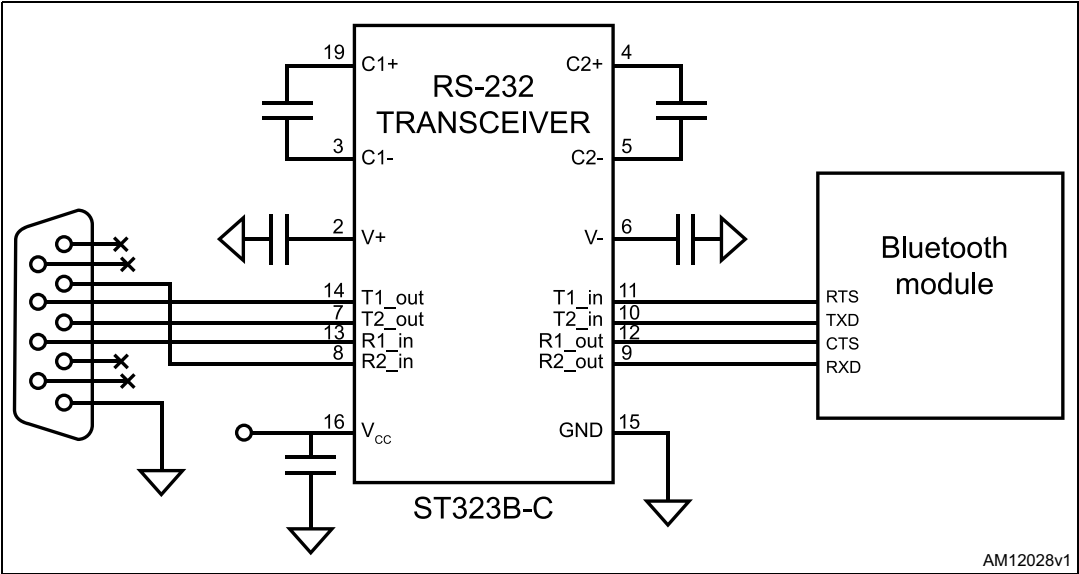 19
C1+
C2+
4
RS-232
TRANSCEIVER
3
C1-
C2-
5
2
V+
V-
6
Bluetooth
module
14
T1_out
T1_in
11
RTS
7
T2_out
T2_in
10
TXD
13
R1_in
R1_out
12
CTS
8
R2_in
R2_out
9
RXD
16
VCC
GND
15
ST323B-C
AM12028v1